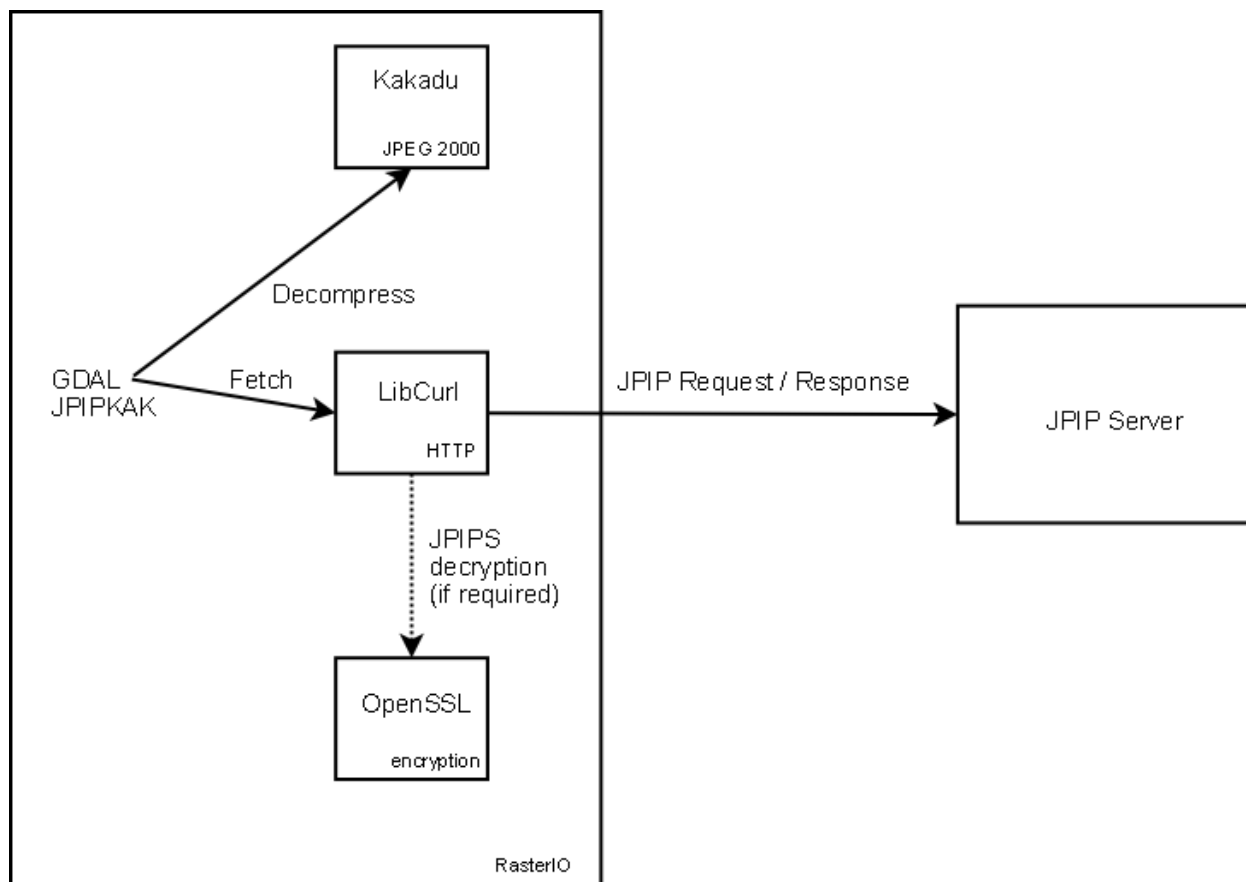 Kakadu
JPEG 2000
Decompress
GDAL
JPIPKAK
Fetch
LibCurl
HTTP
JPIP Request / Response
JPIP Server
JPIPS
decryption
(if required)
OpenSSL
encryption
RasterIO